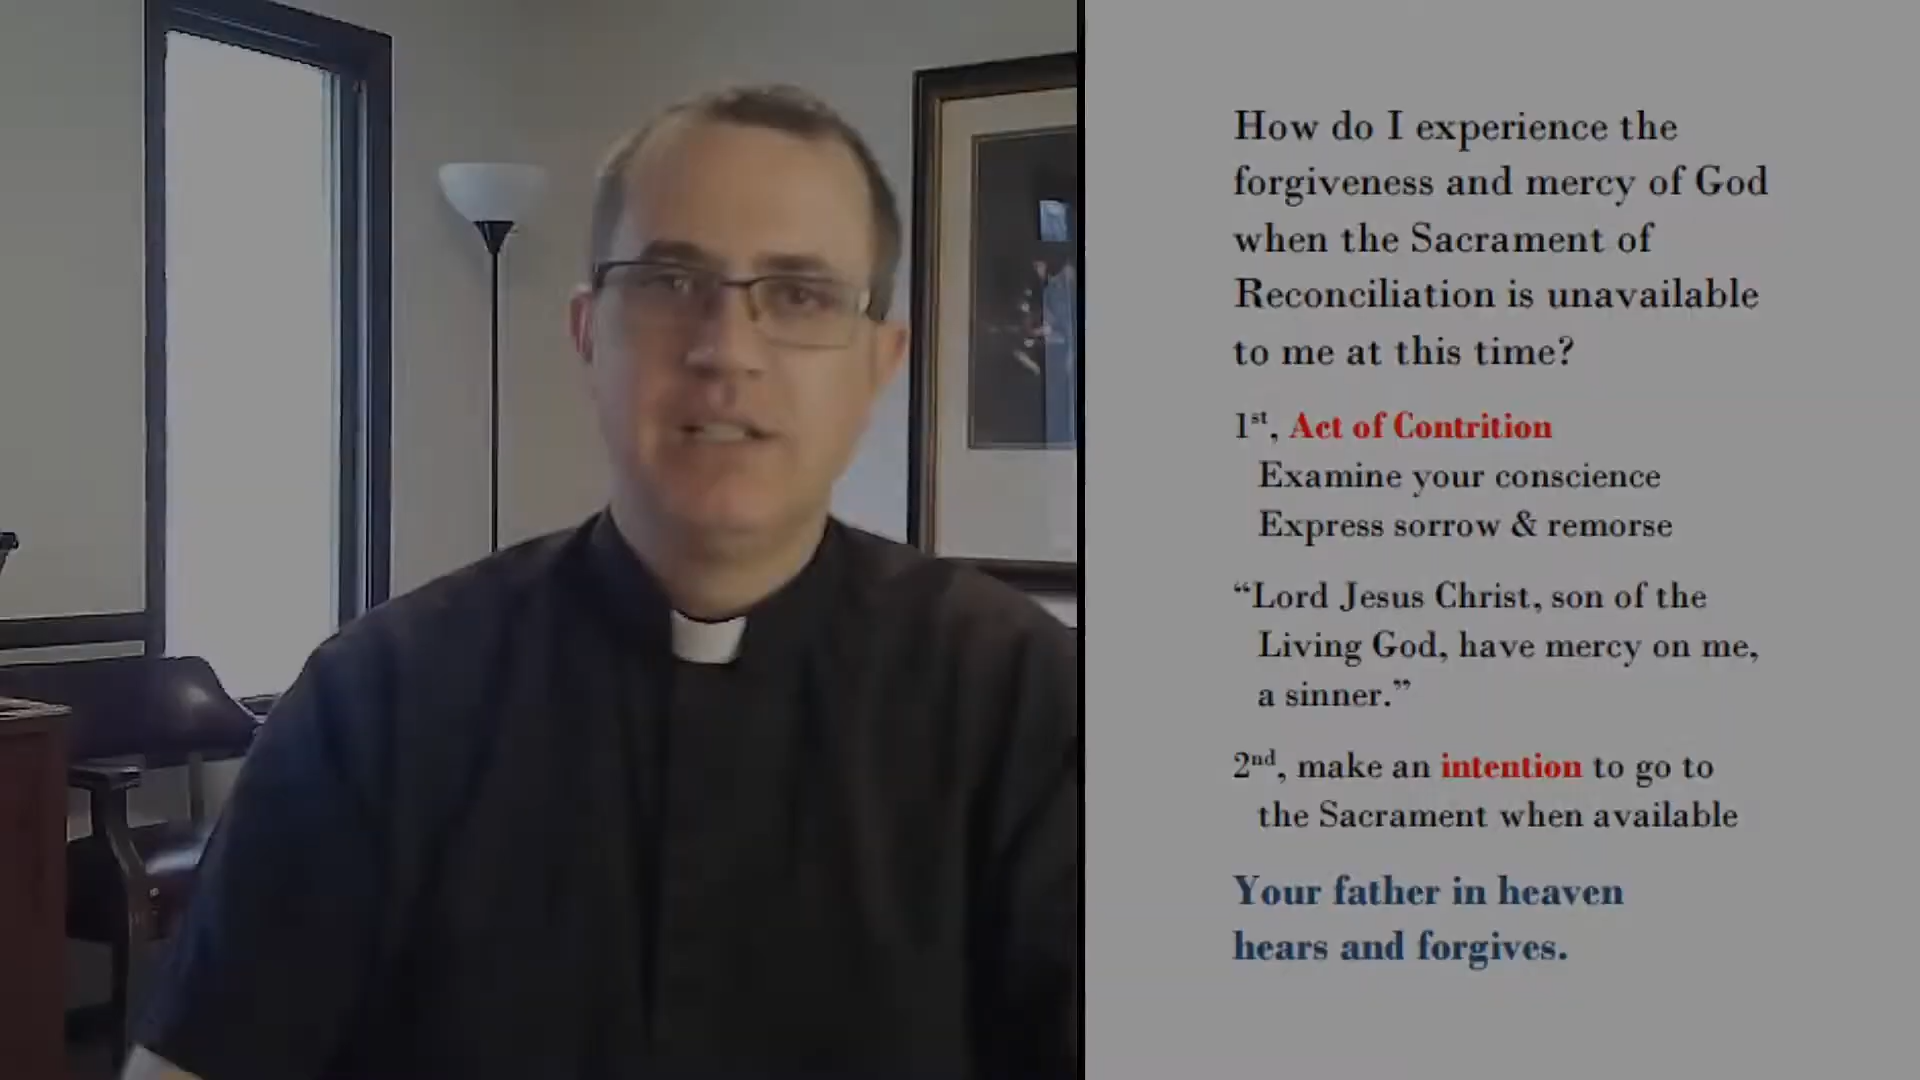 How do I experience the
forgiveness and mercy of God
when the Sacrament of
Reconciliation is unavailable
to me at this time?
1st, Act of Contrition
Examine your conscience
Express sorrow & remorse
“Lord Jesus Christ, son of the
Living God, have mercy on me,
a sinner.”
2nd, make an intention to go to
the Sacrament when available
Your father in heaven
hears and forgives.